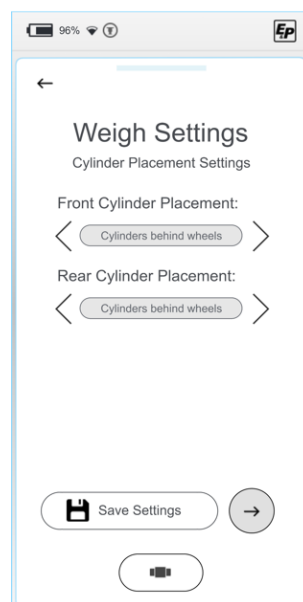 96%
E&P
Weigh Settings
Cylinder Placement Settings
Front Cylinder Placement:
Cylinders behind wheels
Rear Cylinder Placement:
Cylinders behind wheels
Save Settings